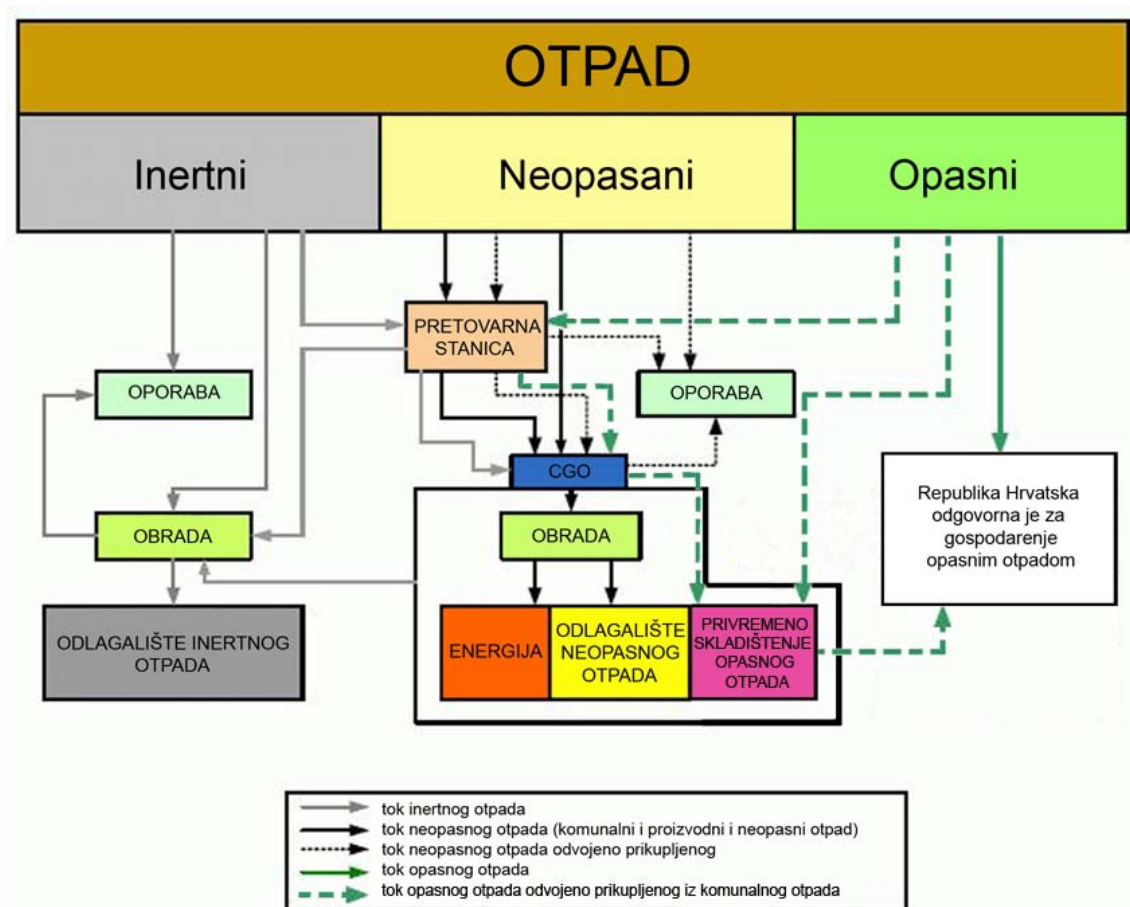 OTPAD
Inertni
Neopasani
Opasni
PRETOVARNA
STANICA
OPORABA
OPORABA
CGO
Republika Hrvatska
odgovorna je za
gospodarenje
opasnim otpadom
OBRADA
OBRADA
ODLAGALIŠTE INERTNOG
OTPADA
ENERGIJA
ODLAGALIŠTE
NEOPASNOG
OTPADA
PRIVREMENO
SKLADIŠTENJE
OPASNOG
OTPADA
tok inertnog otpada
tok neopasnog otpada (komunalni i proizvodni i neopasni otpad)
tok neopasnog otpada odvojeno prikupljenog
tok opasnog otpada
tok opasnog otpada odvojeno prikupljenog iz komunalnog otpada